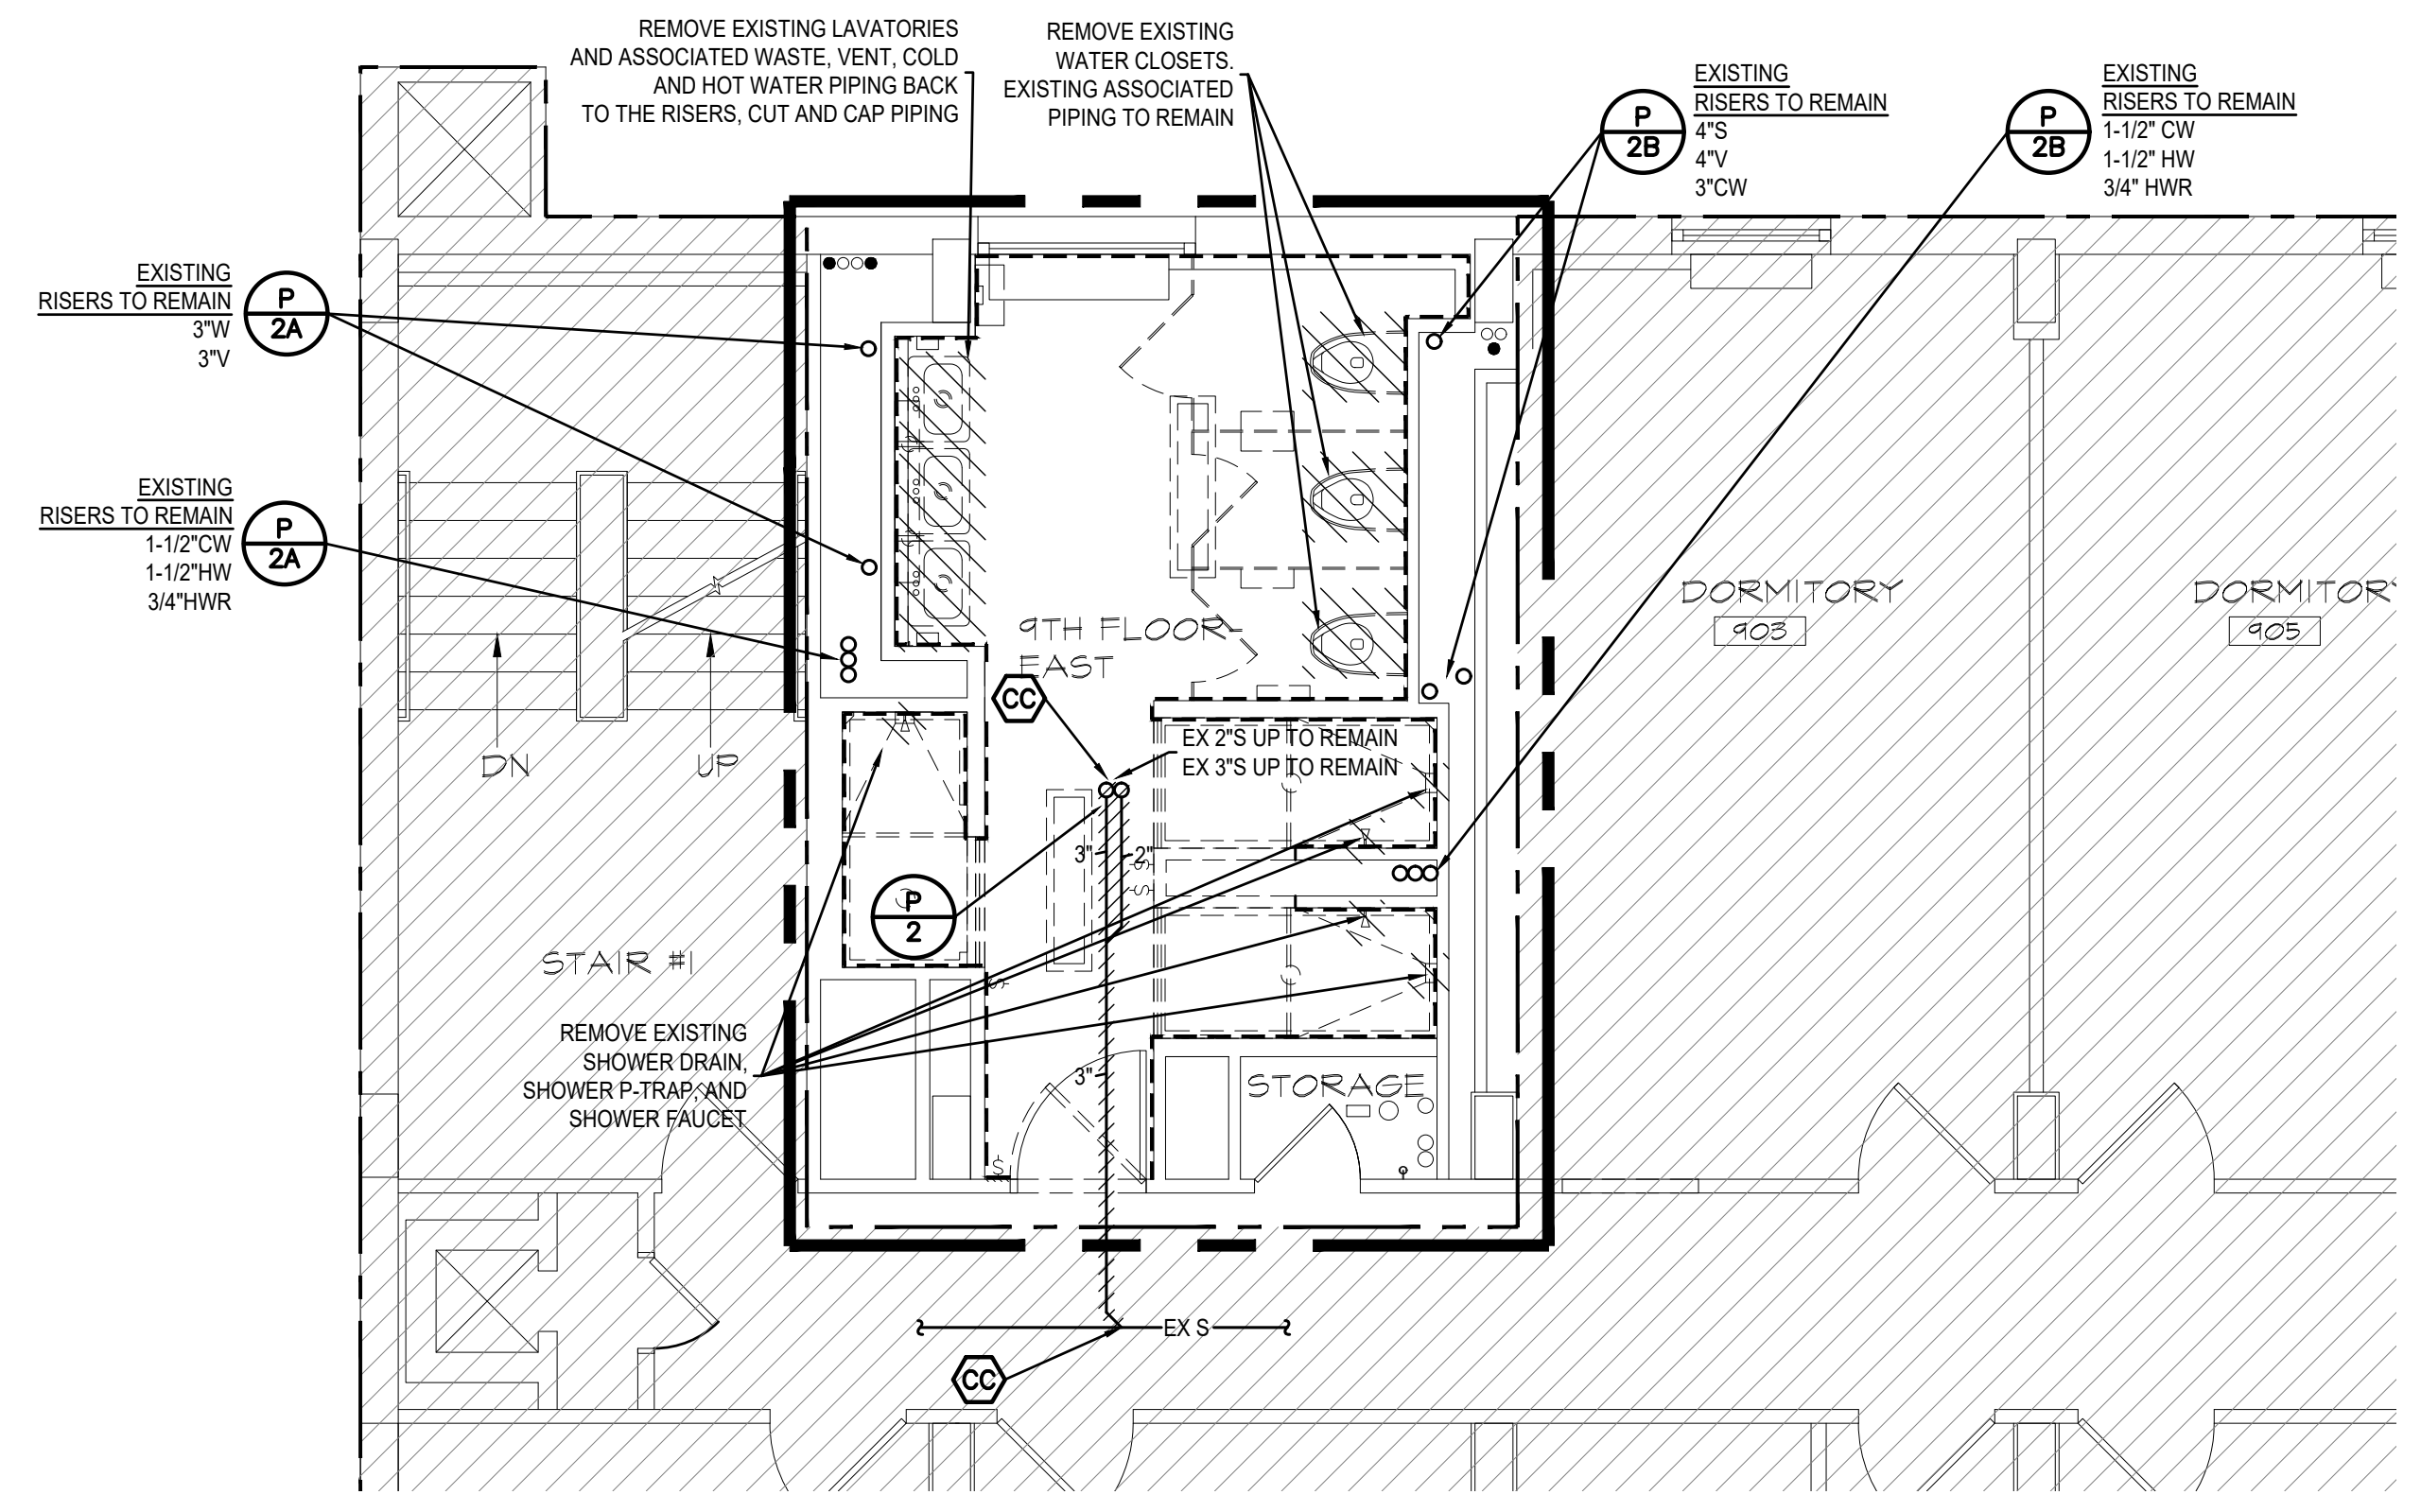 REMOVE EXISTING LAVATORIES
AND ASSOCIATED WASTE, VENT, COLD
AND HOT WATER PIPING BACK
TO THE RISERS, CUT AND CAP PIPING
REMOVE EXISTING
WATER CLOSETS.
EXISTING ASSOCIATED
PIPING TO REMAIN
P
2B
EXISTING
RISERS TO REMAIN
4"S
4"V
3"CW
P
2B
EXISTING
RISERS TO REMAIN
1-1/2" CW
1-1/2" HW
3/4" HWR
EXISTING
RISERS TO REMAIN
3"W
3"V
P
2A
EXISTING
RISERS TO REMAIN
1-1/2"CW
1-1/2"HW
3/4"HWR
P
2A
9TH FLOOR-
EAST
DORMITORY
903
DORMITORY
905
CC
EX 2"S UP TO REMAIN
EX 3"S UP TO REMAIN
DN
UP
3"
2"
S
S
P
2
STAIR #1
S
REMOVE EXISTING
SHOWER DRAIN,
SHOWER P-TRAP, AND
SHOWER FAUCET
3"
STORAGE
S
EX S
CC